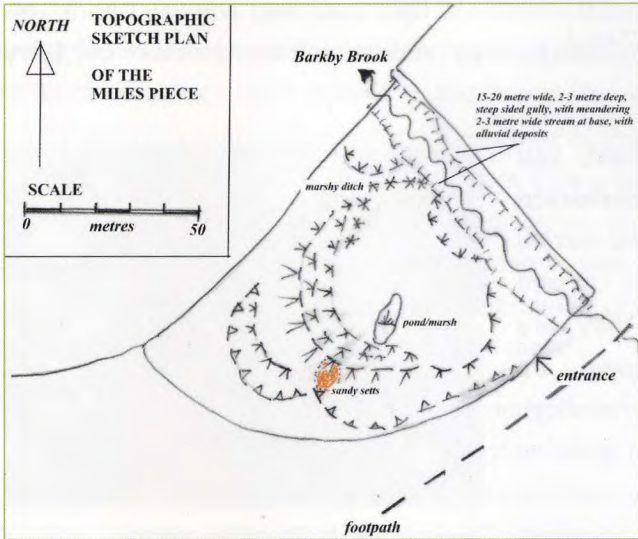 NORTH
TOPOGRAPHIC
SKETCH PLAN
OF THE
MILES PIECE
SCALE
0
50
metres
Barkby Brook
15-20 metre wide, 2-3 metre deep,
steep sided gully, with meandering
2-3 metre wide stream at base, with
alluvial deposits
marshy ditch
pond/marsh
sandy setts
entrance
footpath